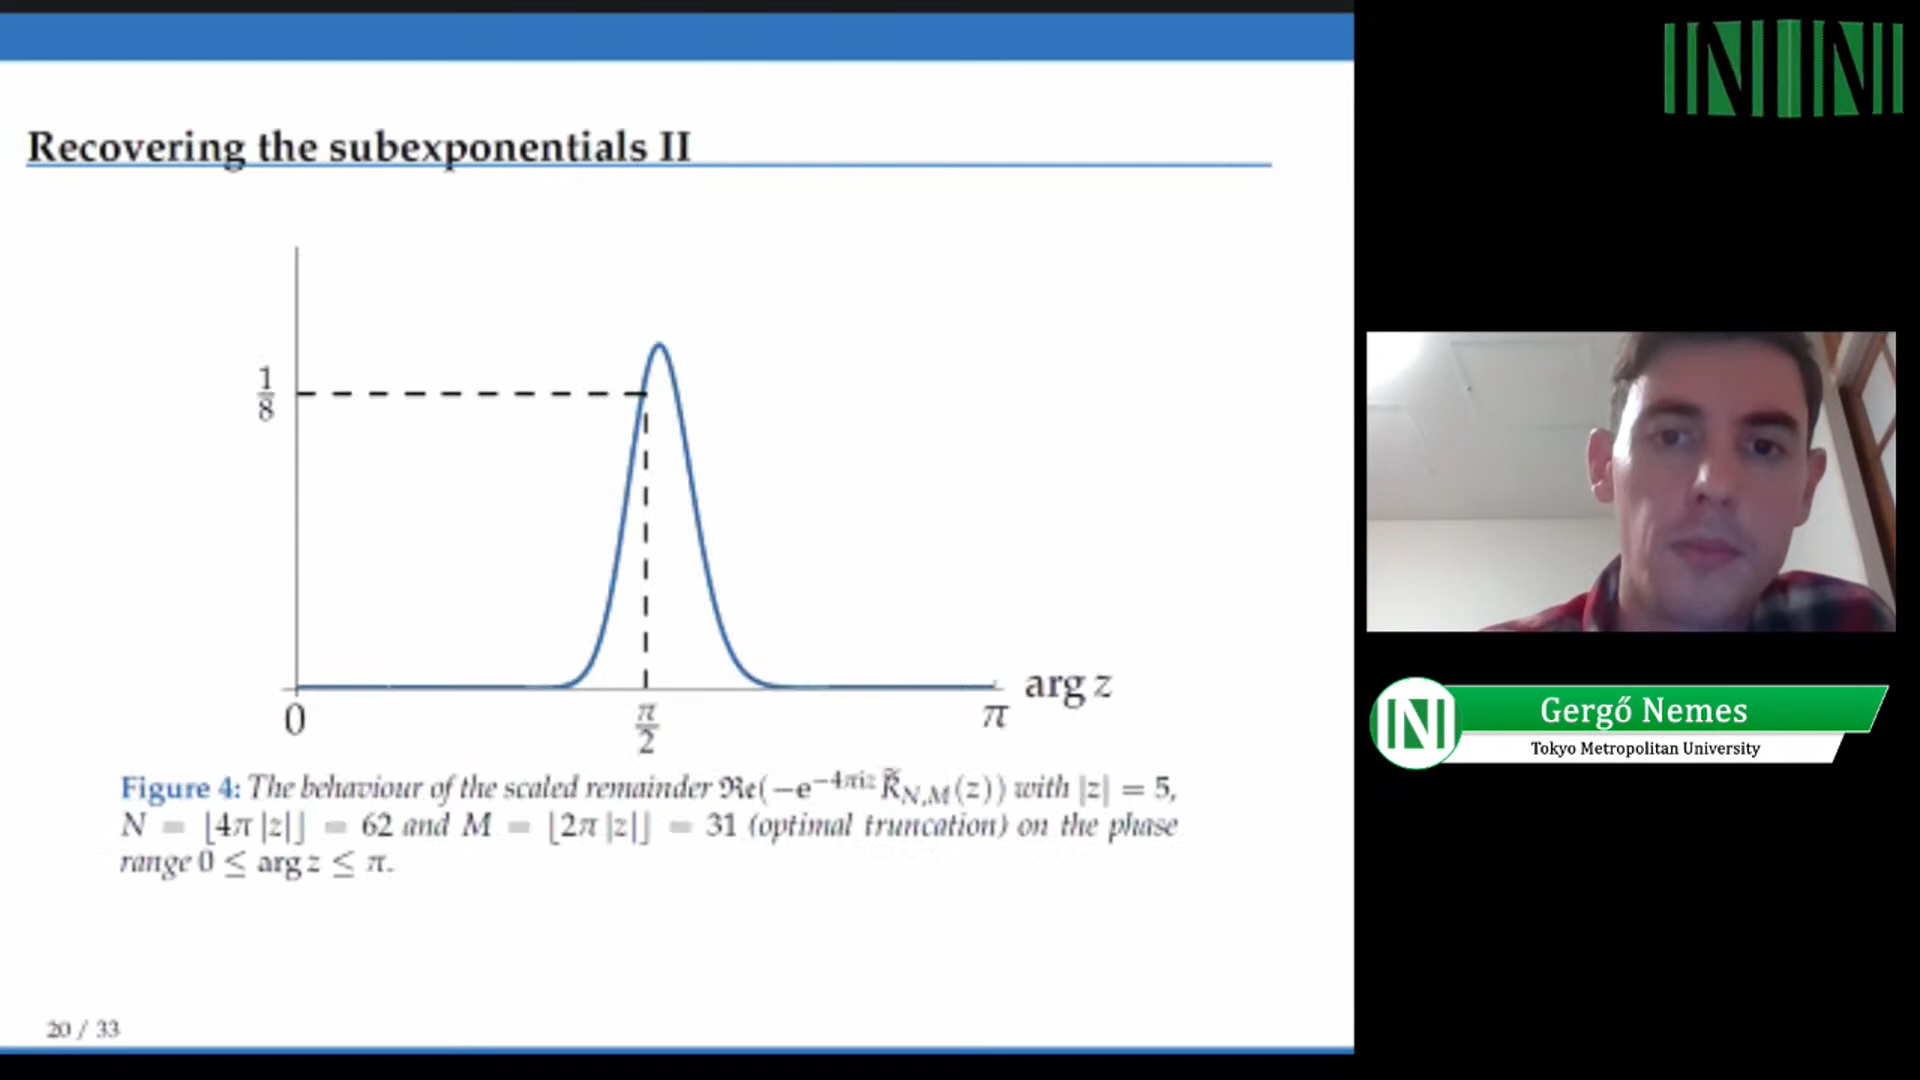 Recovering the subexponentials II
1
8
arg z
0
π
2
π
Figure 4: The behaviour of the scaled remainder ℜe(−e^{−4πiz} R̃_{N,M}(z)) with |z| = 5,
N = ⌊4π|z|⌋ = 62 and M = ⌊2π|z|⌋ = 31 (optimal truncation) on the phase
range 0 ≤ arg z ≤ π.
20 / 33
Gergő Nemes
Tokyo Metropolitan University